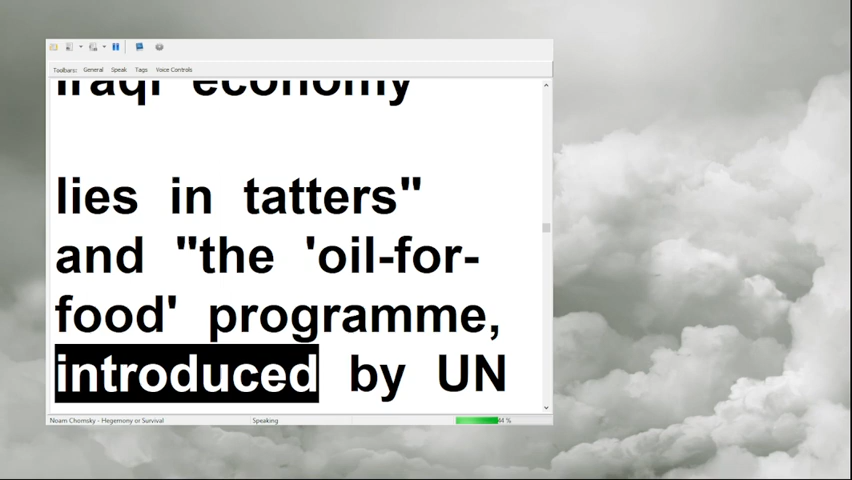 Toolbars: General Speak Tags Voice Controls
Iraqi economy
lies in tatters"
and "the 'oil-for-
food' programme,
introduced by UN
Noam Chomsky - Hegemony or Survival Speaking 44 %